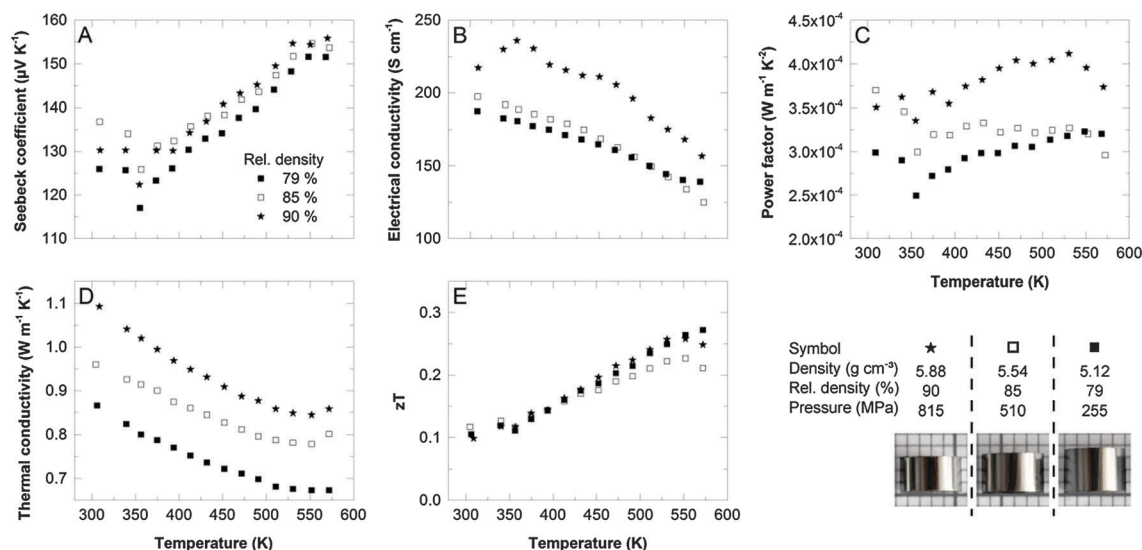 A
Seebeck coefficient (µV K⁻¹)
160
150
140
130
120
110
Rel. density
79 %
85 %
90 %
B
Electrical conductivity (S cm⁻¹)
250
200
150
100
C
Power factor (W m⁻¹ K⁻²)
4.5x10⁻⁴
4.0x10⁻⁴
3.5x10⁻⁴
3.0x10⁻⁴
2.5x10⁻⁴
2.0x10⁻⁴
300 350 400 450 500 550 600
Temperature (K)
D
Thermal conductivity (W m⁻¹ K⁻¹)
1.1
1.0
0.9
0.8
0.7
300 350 400 450 500 550 600
Temperature (K)
E
zT
0.3
0.2
0.1
0.0
300 350 400 450 500 550 600
Temperature (K)
Symbol
Density (g cm⁻³) 5.88 5.54 5.12
Rel. density (%) 90 85 79
Pressure (MPa) 815 510 255